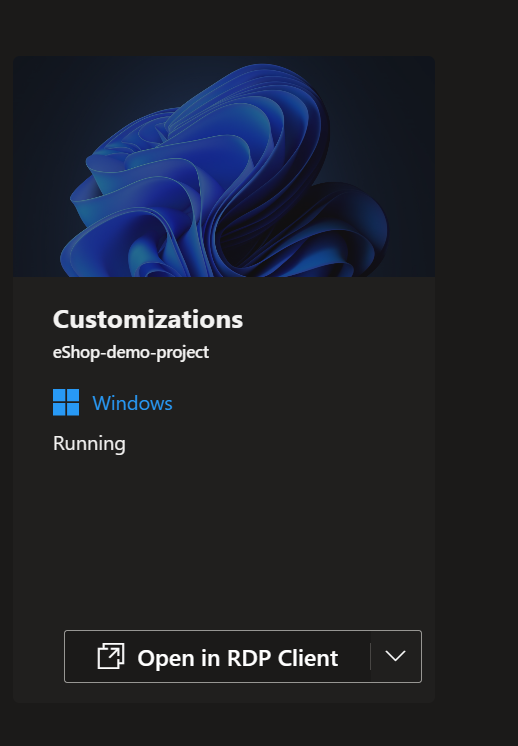 Customizations
eShop-demo-project
Windows
Running
Open in RDP Client